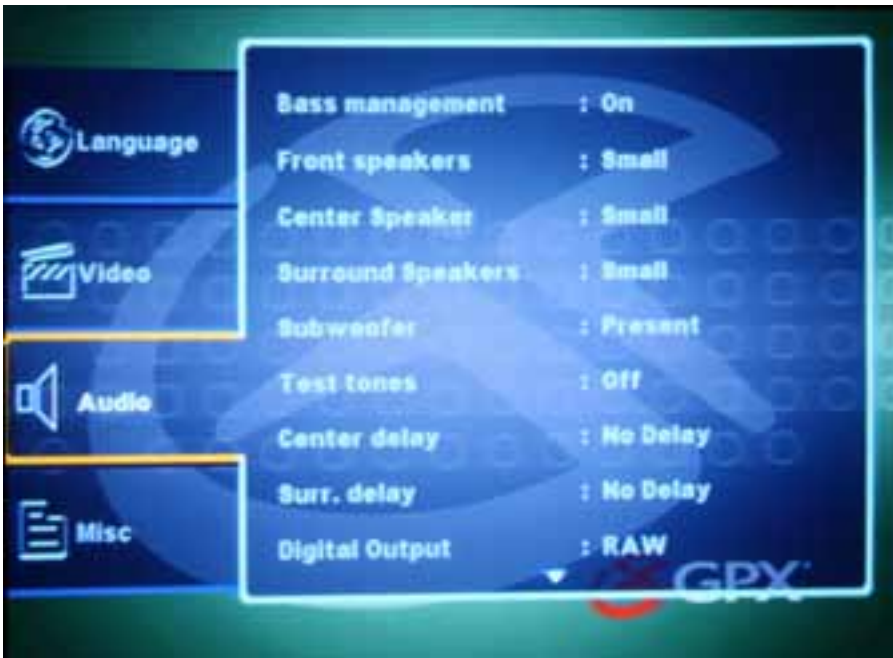 Language
Video
Audio
Misc
Bass management : On
Front speakers : Small
Center Speaker : Small
Surround Speakers : Small
Subwoofer : Present
Test tones : Off
Center delay : No Delay
Surr. delay : No Delay
Digital Output : RAW
GPX